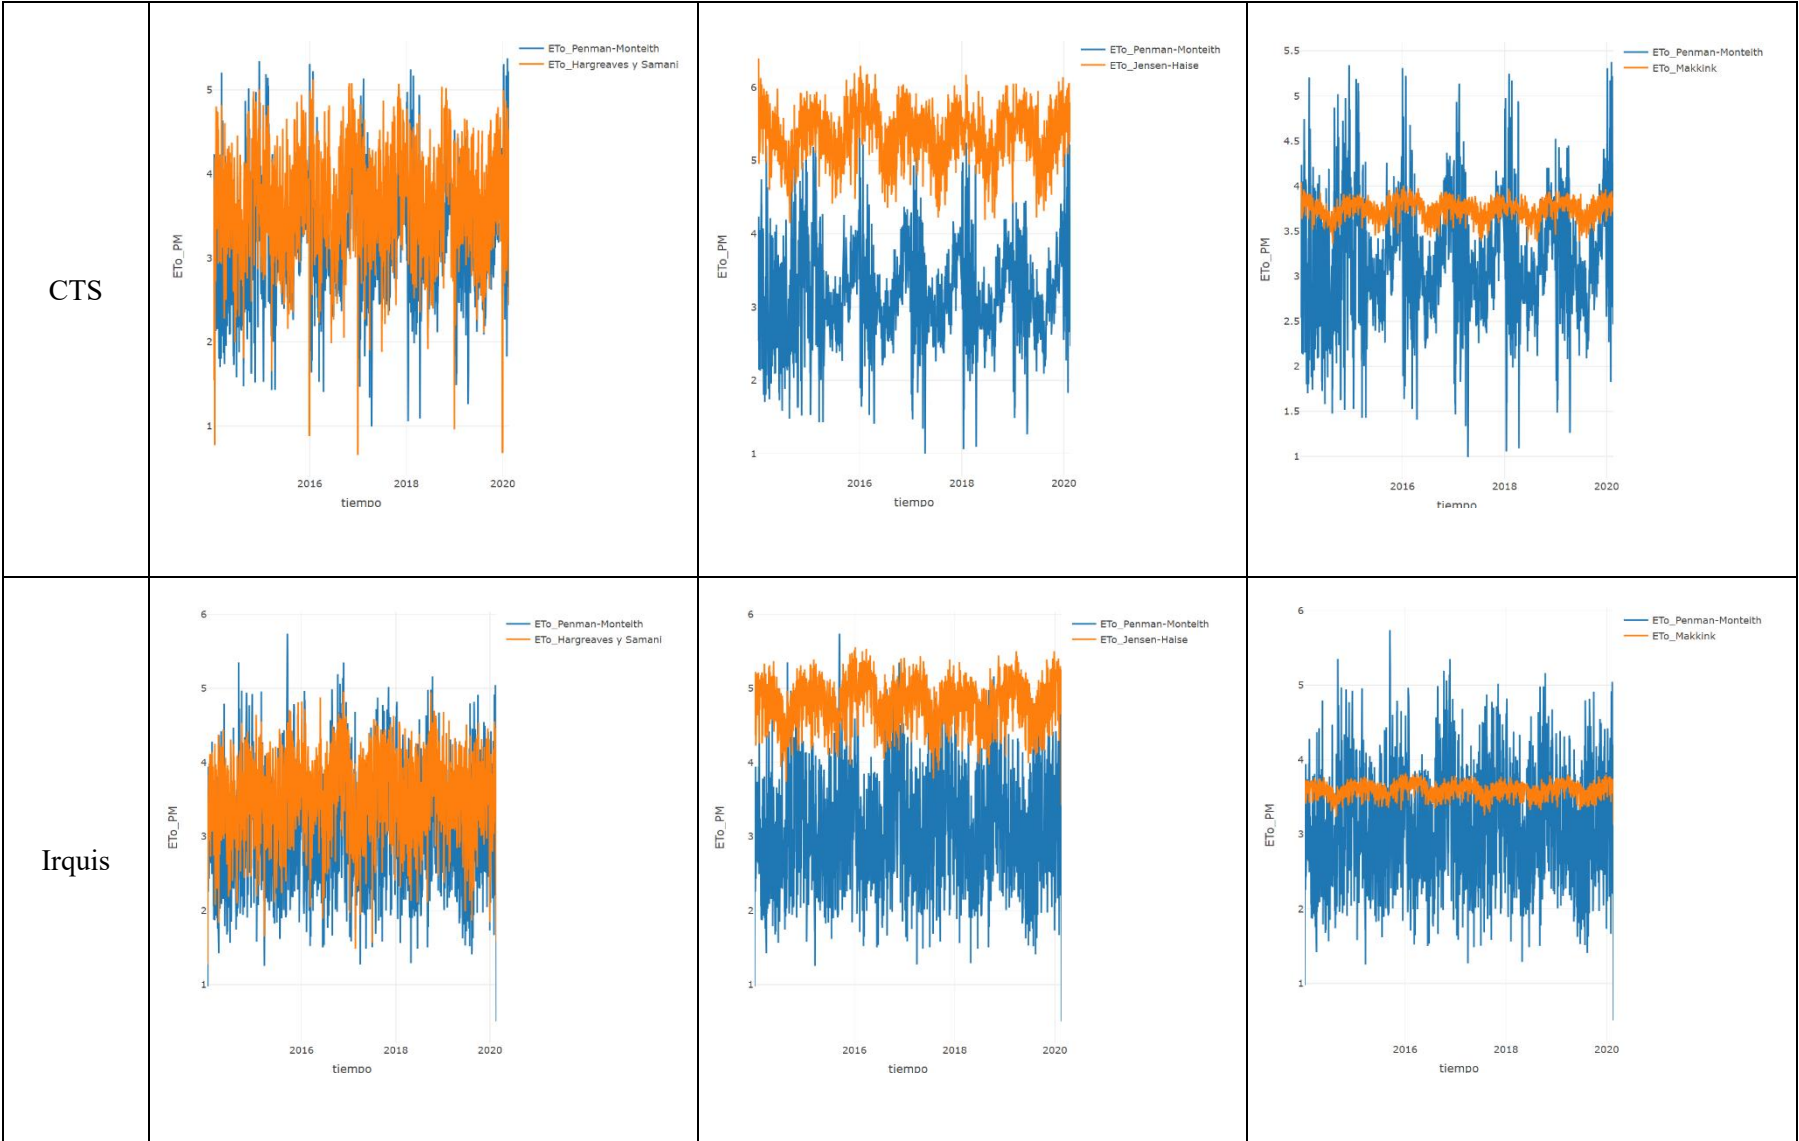 CTS
ETo_Penman-Monteith
ETo_Hargreaves y Samani
ETo_PM
5
4
3
2
1
2016 2018 2020
tiempo
ETo_Penman-Monteith
ETo_Jensen-Haise
ETo_PM
6
5
4
3
2
1
2016 2018 2020
tiempo
ETo_Penman-Monteith
ETo_Makkink
ETo_PM
5.5
5
4.5
4
3.5
3
2.5
2
1.5
1
2016 2018 2020
tiempo
Irquis
ETo_Penman-Monteith
ETo_Hargreaves y Samani
ETo_PM
6
5
4
3
2
1
2016 2018 2020
tiempo
ETo_Penman-Monteith
ETo_Jensen-Haise
ETo_PM
6
5
4
3
2
1
2016 2018 2020
tiempo
ETo_Penman-Monteith
ETo_Makkink
ETo_PM
6
5
4
3
2
1
2016 2018 2020
tiempo